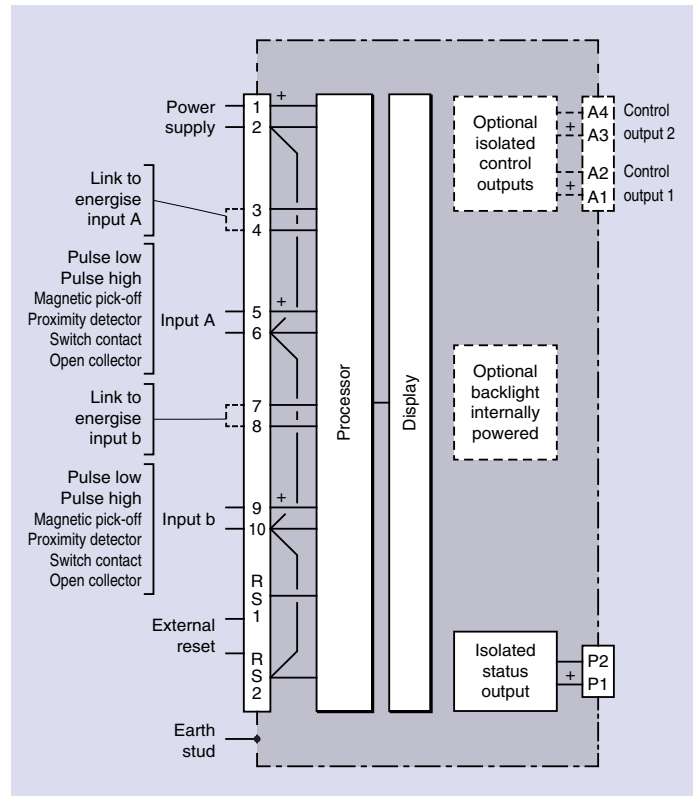 Power
supply
1
2
+
Link to
energise
input A
3
4
Pulse low
Pulse high
Magnetic pick-off
Proximity detector
Switch contact
Open collector
Input A
5
6
+
Link to
energise
input b
7
8
Pulse low
Pulse high
Magnetic pick-off
Proximity detector
Switch contact
Open collector
Input b
9
10
+
External
reset
R
S
1
R
S
2
Earth
stud
Processor
Display
Optional
isolated
control
outputs
A4
+
A3
A2
+
A1
Control
output 2
Control
output 1
Optional
backlight
internally
powered
Isolated
status
output
P2
+
P1